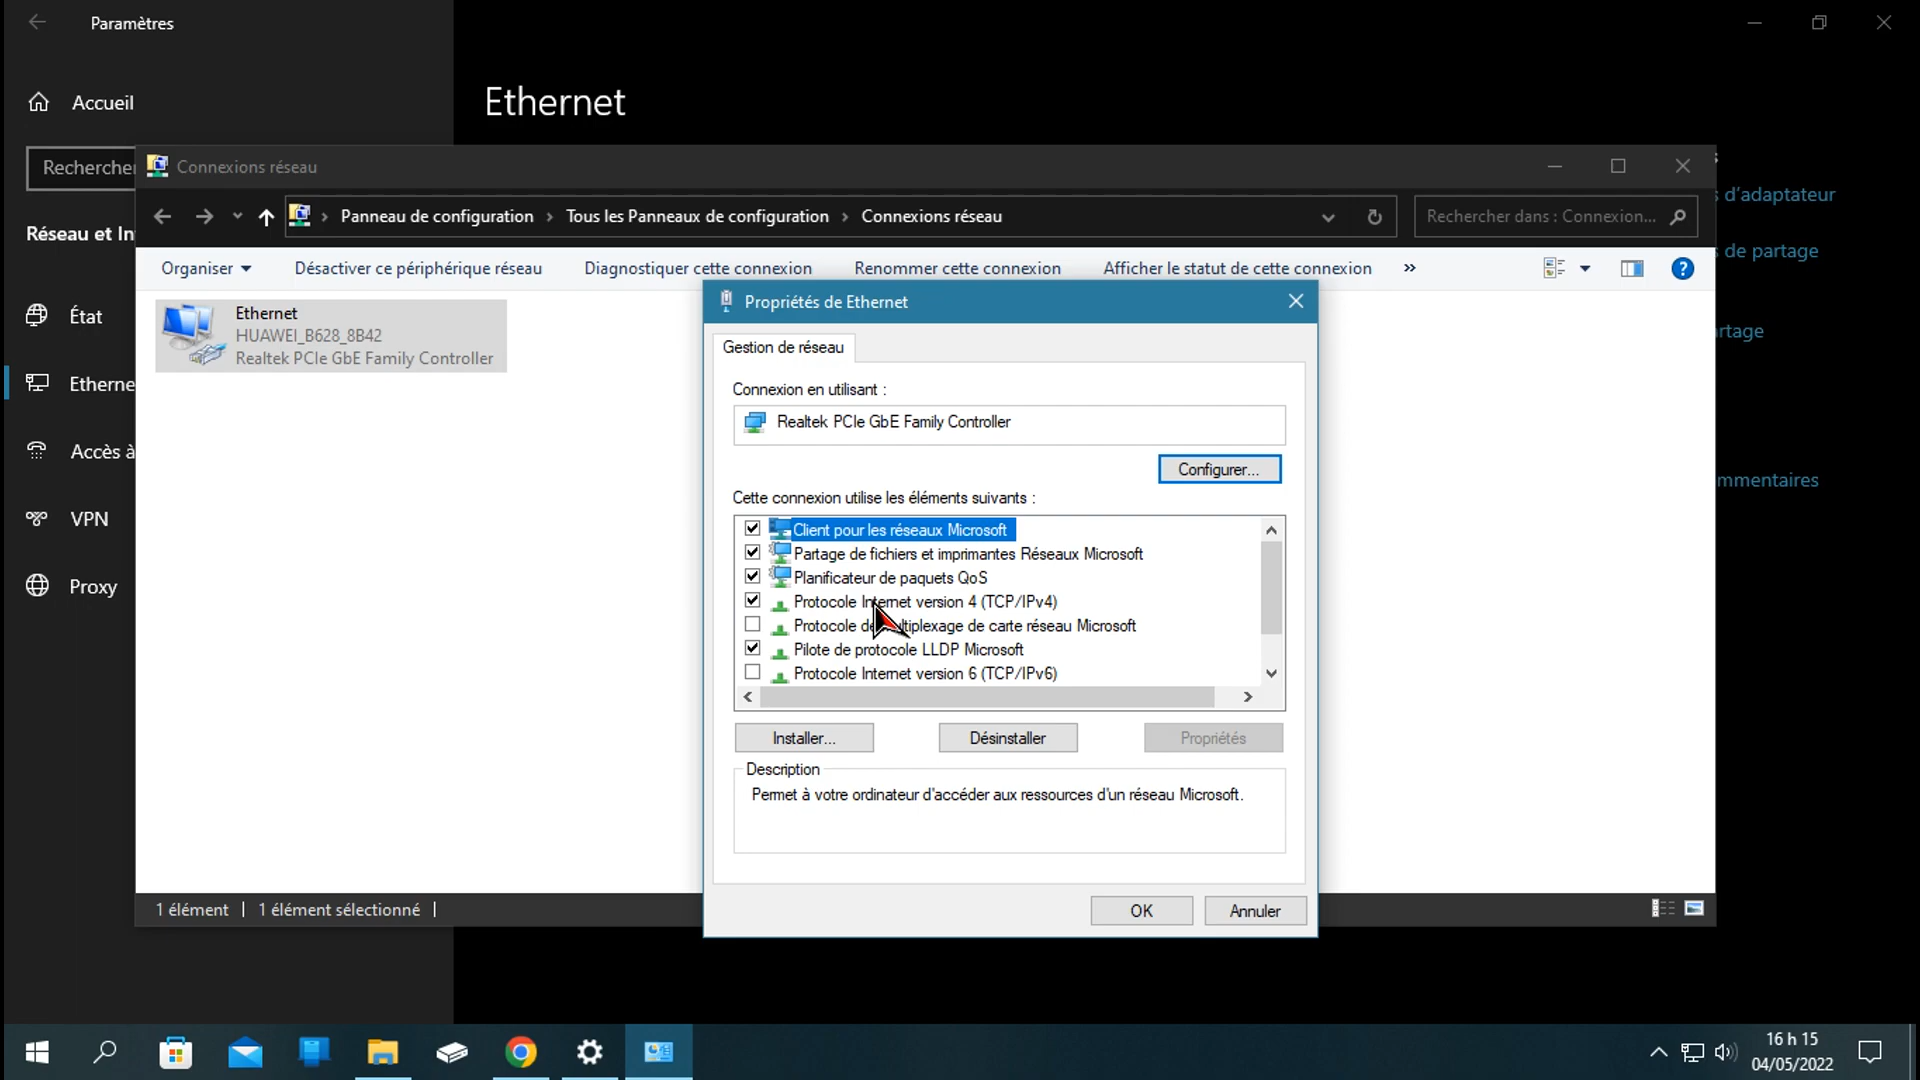 Paramètres
Accueil
Ethernet
Rechercher
Connexions réseau
s
s d'adaptateur
Panneau de configuration
Tous les Panneaux de configuration
Connexions réseau
Rechercher dans : Connexion...
Réseau et In
s de partage
Organiser
Désactiver ce périphérique réseau
Diagnostiquer cette connexion
Renommer cette connexion
Afficher le statut de cette connexion
»
?
Propriétés de Ethernet
Ethernet
HUAWEI_B628_8B42
Realtek PCIe GbE Family Controller
État
artage
Gestion de réseau
Etherne
Connexion en utilisant :
Realtek PCIe GbE Family Controller
Accès à
Configurer...
mmentaires
Cette connexion utilise les éléments suivants :
VPN
Client pour les réseaux Microsoft
Partage de fichiers et imprimantes Réseaux Microsoft
Planificateur de paquets QoS
Proxy
Protocole Internet version 4 (TCP/IPv4)
Protocole de multiplexage de carte réseau Microsoft
Pilote de protocole LLDP Microsoft
Protocole Internet version 6 (TCP/IPv6)
Installer...
Désinstaller
Propriétés
Description
Permet à votre ordinateur d'accéder aux ressources d'un réseau Microsoft.
OK
Annuler
1 élément
1 élément sélectionné
16 h 15
04/05/2022